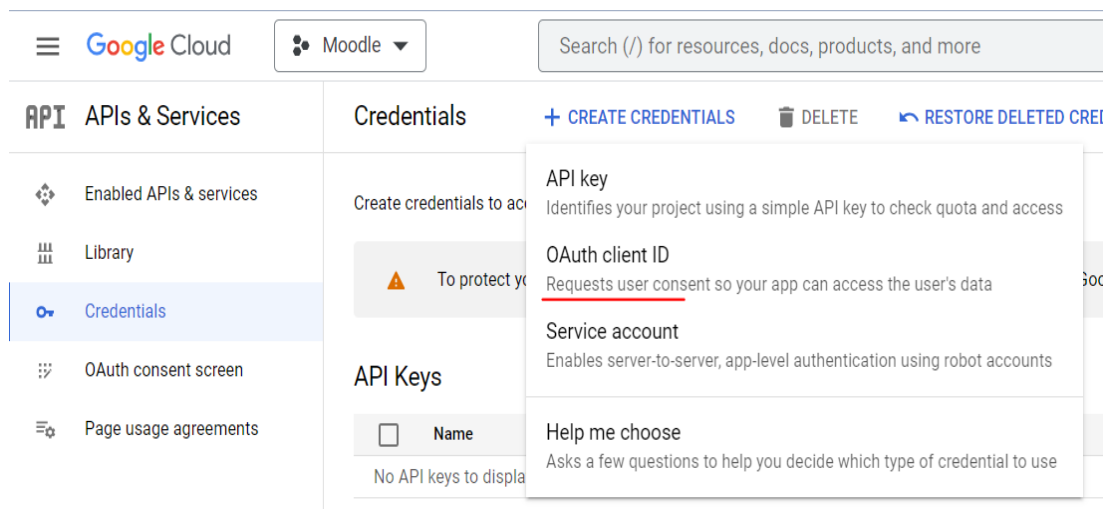 Google Cloud
Moodle
Search (/) for resources, docs, products, and more
API APIs & Services
Credentials
+ CREATE CREDENTIALS
DELETE
RESTORE DELETED
Enabled APIs & services
Library
Credentials
OAuth consent screen
Page usage agreements
Create credentials to
API key
Identifies your project using a simple API key to check quota and access
To protect
OAuth client ID
Requests user consent so your app can access the user's data
Service account
Enables server-to-server, app-level authentication using robot accounts
API Keys
Name
Help me choose
Asks a few questions to help you decide which type of credential to use
No API keys to